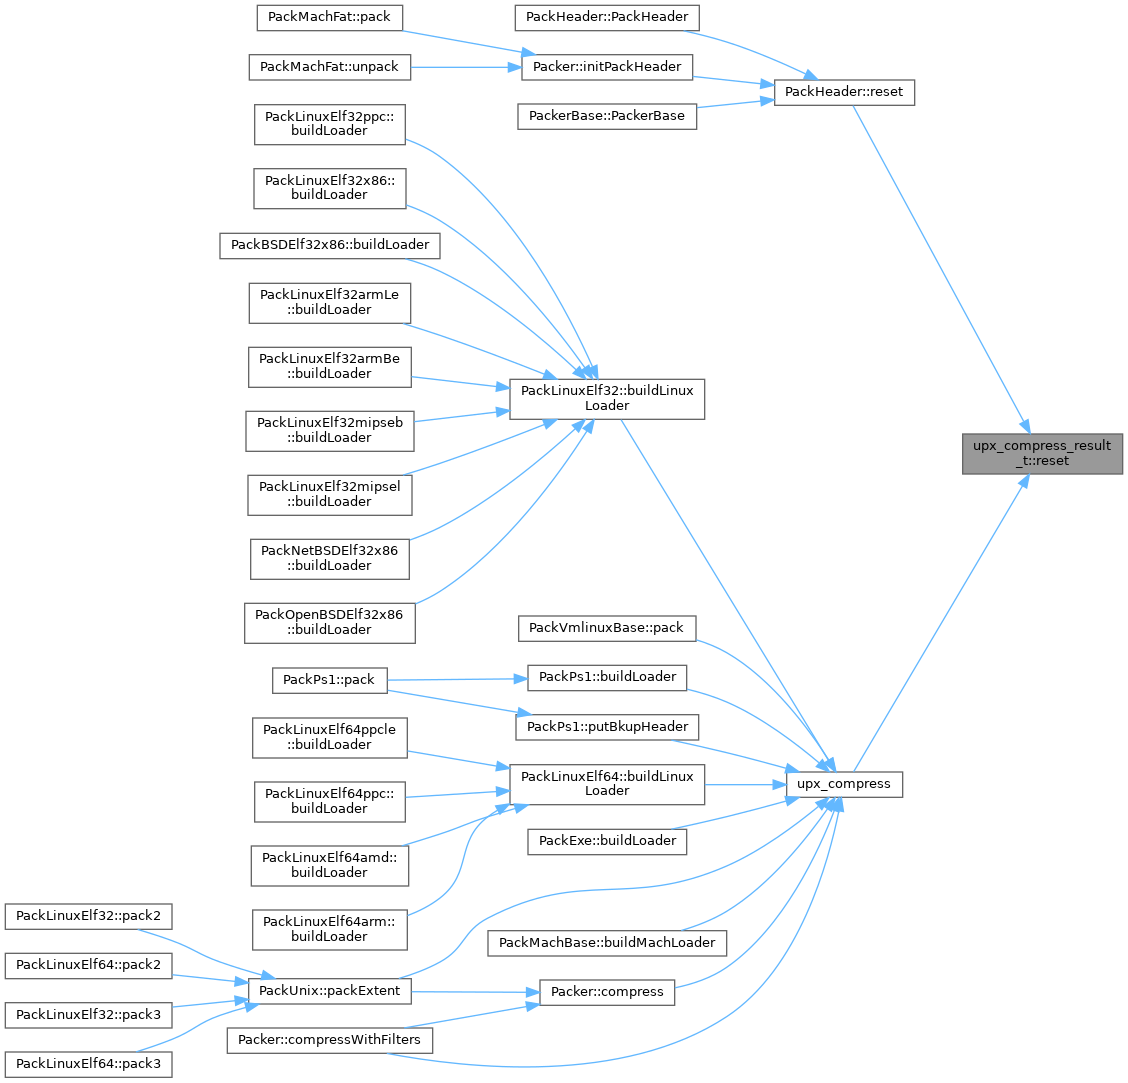 PackMachFat::pack
PackHeader::PackHeader
PackMachFat::unpack
Packer::initPackHeader
PackHeader::reset
PackerBase::PackerBase
PackLinuxElf32ppc::
buildLoader
PackLinuxElf32x86::
buildLoader
PackBSDElf32x86::buildLoader
PackLinuxElf32armLe
::buildLoader
PackLinuxElf32armBe
::buildLoader
PackLinuxElf32::buildLinux
Loader
PackLinuxElf32mipseb
::buildLoader
upx_compress_result
_t::reset
PackLinuxElf32mipsel
::buildLoader
PackNetBSDElf32x86
::buildLoader
PackOpenBSDElf32x86
::buildLoader
PackVmlinuxBase::pack
PackPs1::pack
PackPs1::buildLoader
PackPs1::putBkupHeader
PackLinuxElf64ppcle
::buildLoader
PackLinuxElf64::buildLinux
Loader
upx_compress
PackLinuxElf64ppc::
buildLoader
PackExe::buildLoader
PackLinuxElf64amd::
buildLoader
PackLinuxElf64arm::
buildLoader
PackLinuxElf32::pack2
PackMachBase::buildMachLoader
PackLinuxElf64::pack2
PackUnix::packExtent
Packer::compress
PackLinuxElf32::pack3
Packer::compressWithFilters
PackLinuxElf64::pack3